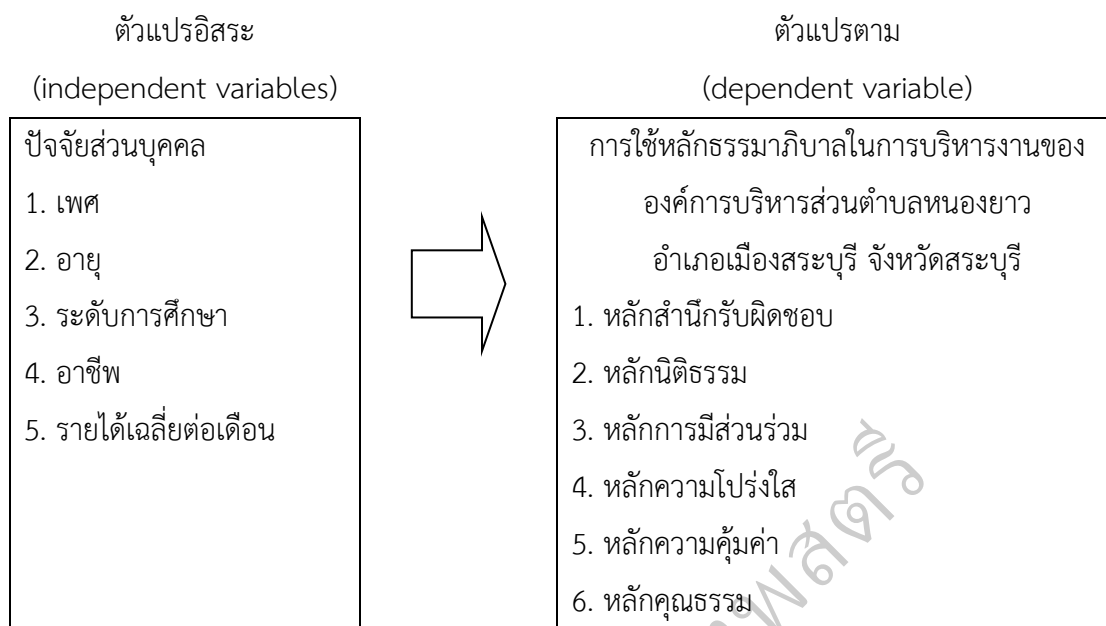 ตัวแปรอิสระ
(independent variables)
ปัจจัยส่วนบุคคล
1. เพศ
2. อายุ
3. ระดับการศึกษา
4. อาชีพ
5. รายได้เฉลี่ยต่อเดือน
ตัวแปรตาม
(dependent variable)
การใช้หลักธรรมาภิบาลในการบริหารงานของ
องค์การบริหารส่วนตำบลหนองยาว
อำเภอเมืองสระบุรี จังหวัดสระบุรี
1. หลักสำนึกรับผิดชอบ
2. หลักนิติธรรม
3. หลักการมีส่วนร่วม
4. หลักความโปร่งใส
5. หลักความคุ้มค่า
6. หลักคุณธรรม